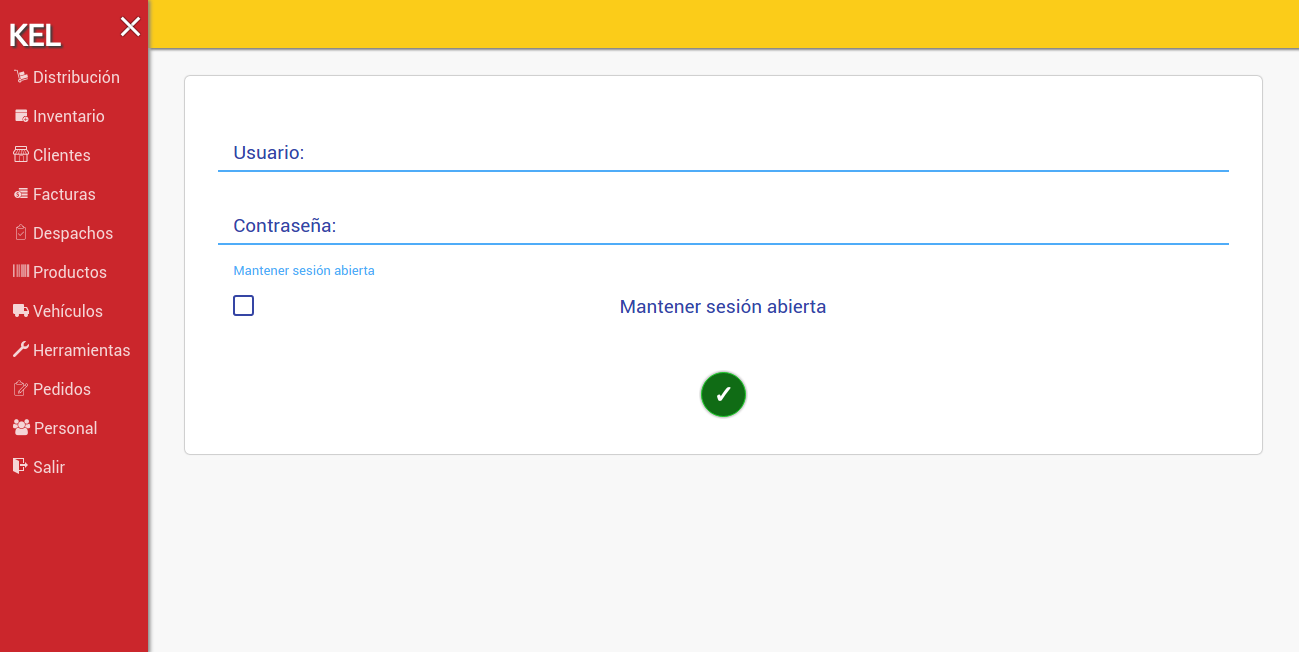 KEL
Distribución
Inventario
Clientes
Facturas
Despachos
Productos
Vehículos
Herramientas
Pedidos
Personal
Salir
Usuario:
Contraseña:
Mantener sesión abierta
Mantener sesión abierta